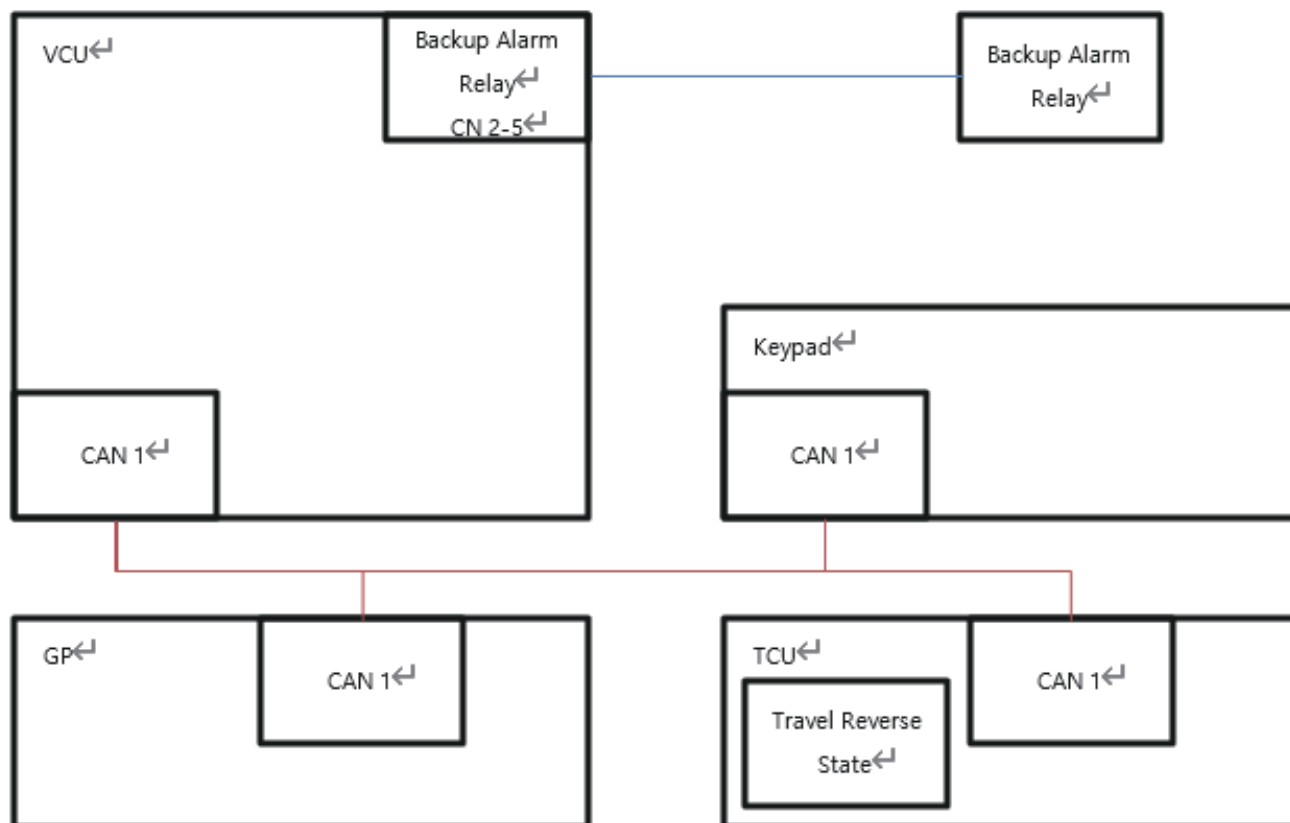 VCU↵
Backup Alarm
Relay↵
CN 2-5↵
Backup Alarm
Relay↵
Keypad↵
CAN 1↵
CAN 1↵
GP↵
CAN 1↵
TCU↵
CAN 1↵
Travel Reverse
State↵